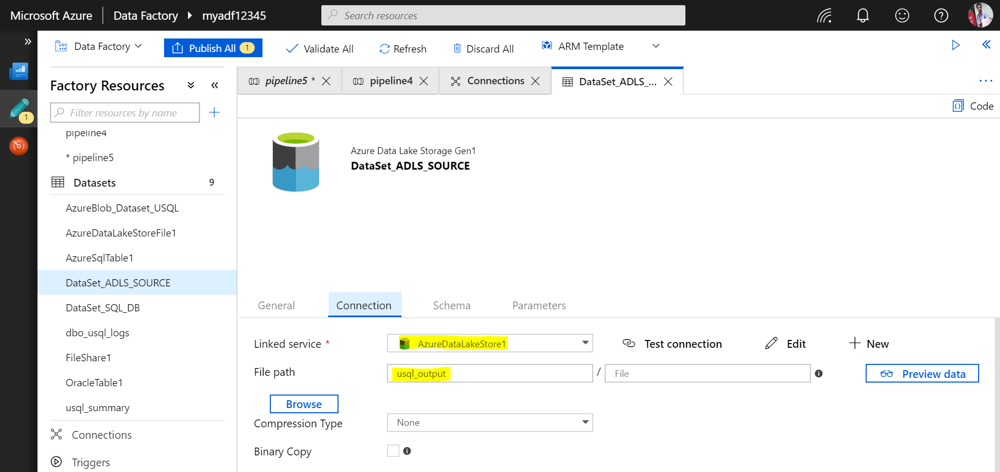 Microsoft Azure Data Factory myadf12345 Search resources
Data Factory Publish All 1 Validate All Refresh Discard All ARM Template
Factory Resources
pipeline5 * pipeline4 Connections DataSet_ADLS_...
Filter resources by name
1
Code
pipeline4
* pipeline5
Datasets 9
AzureBlob_Dataset_USQL
AzureDataLakeStoreFile1
AzureSqlTable1
DataSet_ADLS_SOURCE
DataSet_SQL_DB
dbo_usql_logs
FileShare1
OracleTable1
usql_summary
Connections
Triggers
Azure Data Lake Storage Gen1
DataSet_ADLS_SOURCE
General Connection Schema Parameters
Linked service * AzureDataLakeStore1 Test connection Edit New
File path usql_output / File Preview data
Browse
Compression Type None
Binary Copy